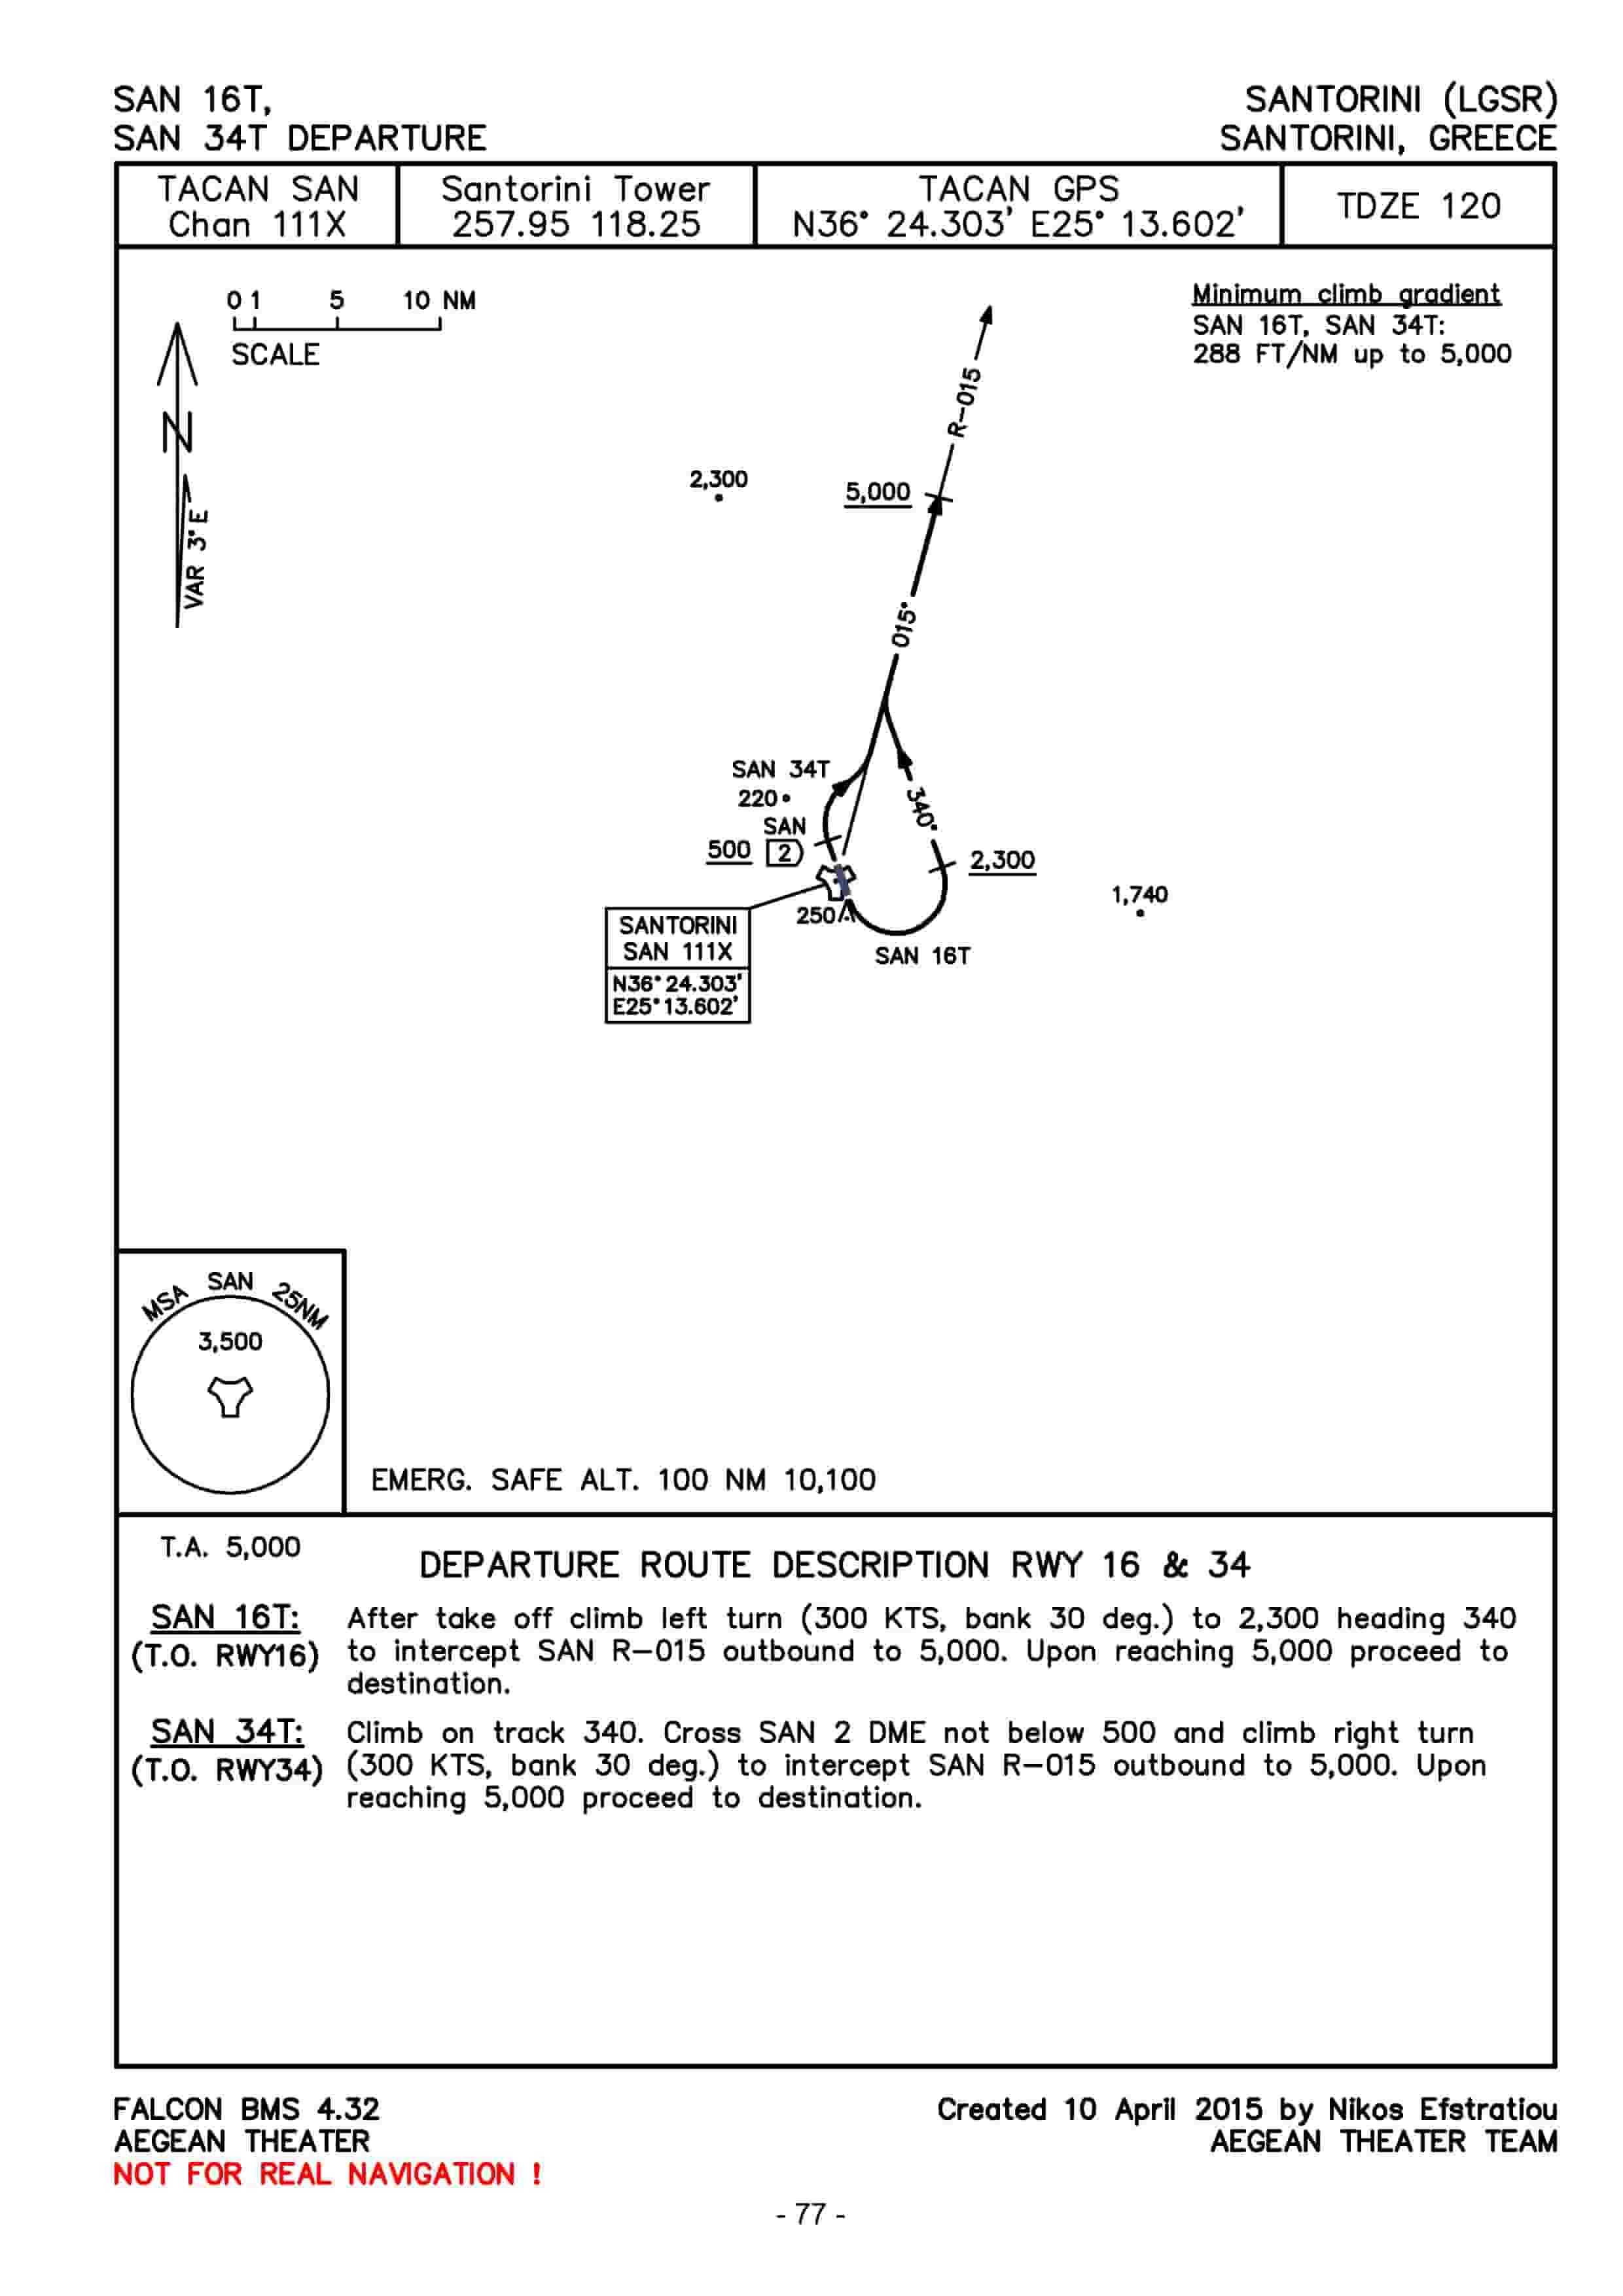 SAN 16T,
SAN 34T DEPARTURE
SANTORINI (LGSR)
SANTORINI, GREECE
TACAN SAN
Chan 111X
Santorini Tower
257.95 118.25
TACAN GPS
N36° 24.303' E25° 13.602'
TDZE 120
0 1 5 10 NM
SCALE
N
VAR 3°E
Minimum climb gradient
SAN 16T, SAN 34T:
288 FT/NM up to 5,000
R-015
2,300
5,000
015°
SAN 34T
220
SAN
500 2
340°
2,300
1,740
250
SAN 16T
SANTORINI
SAN 111X
N36° 24.303'
E25° 13.602'
MSA SAN 25NM
3,500
EMERG. SAFE ALT. 100 NM 10,100
T.A. 5,000
DEPARTURE ROUTE DESCRIPTION RWY 16 & 34
SAN 16T:
(T.O. RWY16)
After take off climb left turn (300 KTS, bank 30 deg.) to 2,300 heading 340
to intercept SAN R-015 outbound to 5,000. Upon reaching 5,000 proceed to
destination.
SAN 34T:
(T.O. RWY34)
Climb on track 340. Cross SAN 2 DME not below 500 and climb right turn
(300 KTS, bank 30 deg.) to intercept SAN R-015 outbound to 5,000. Upon
reaching 5,000 proceed to destination.
FALCON BMS 4.32
AEGEAN THEATER
NOT FOR REAL NAVIGATION !
Created 10 April 2015 by Nikos Efstratiou
AEGEAN THEATER TEAM
- 77 -